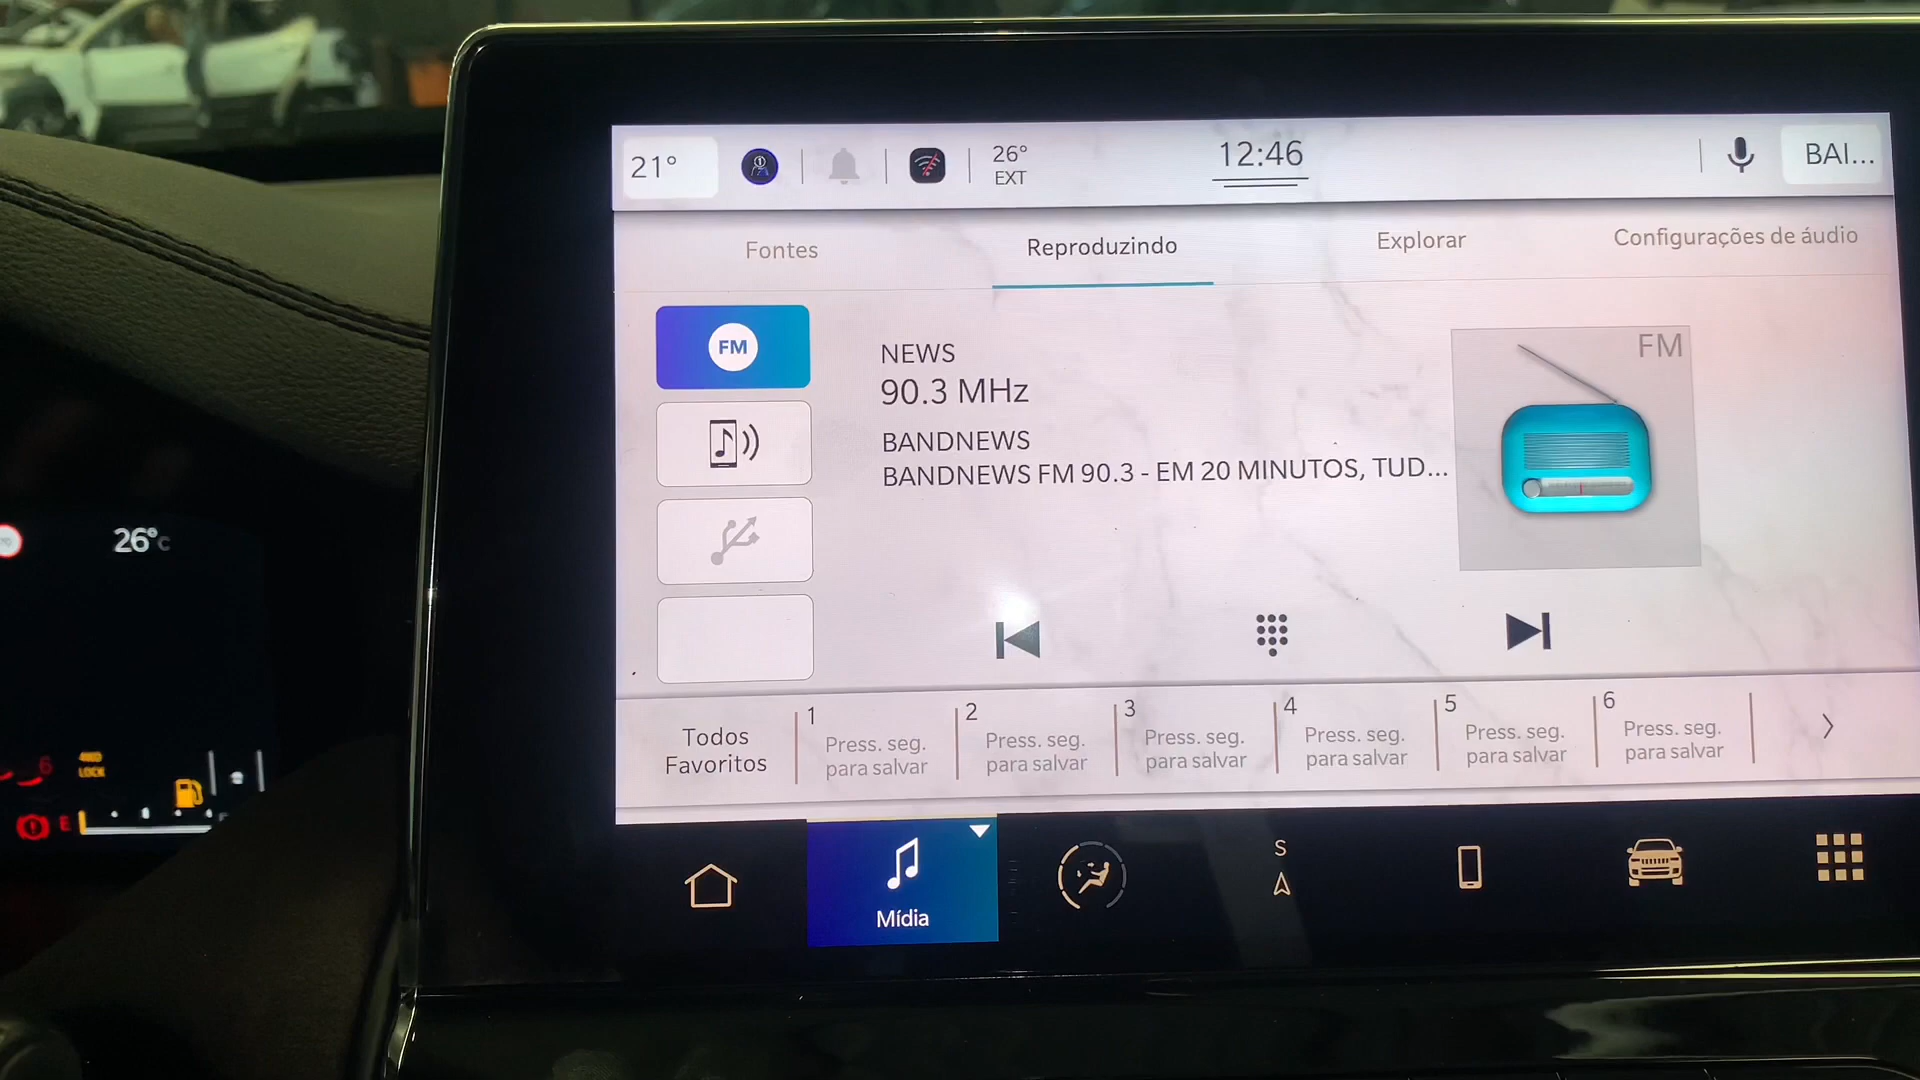 21°
26°
EXT
12:46
BAI...
Fontes
Reproduzindo
Explorar
Configurações de áudio
FM
NEWS
90.3 MHz
BANDNEWS
BANDNEWS FM 90.3 - EM 20 MINUTOS, TUD...
FM
Todos
Favoritos
1
Press. seg.
para salvar
2
Press. seg.
para salvar
3
Press. seg.
para salvar
4
Press. seg.
para salvar
5
Press. seg.
para salvar
6
Press. seg.
para salvar
Mídia
S
26°C
6
4WD
LOCK
E
F